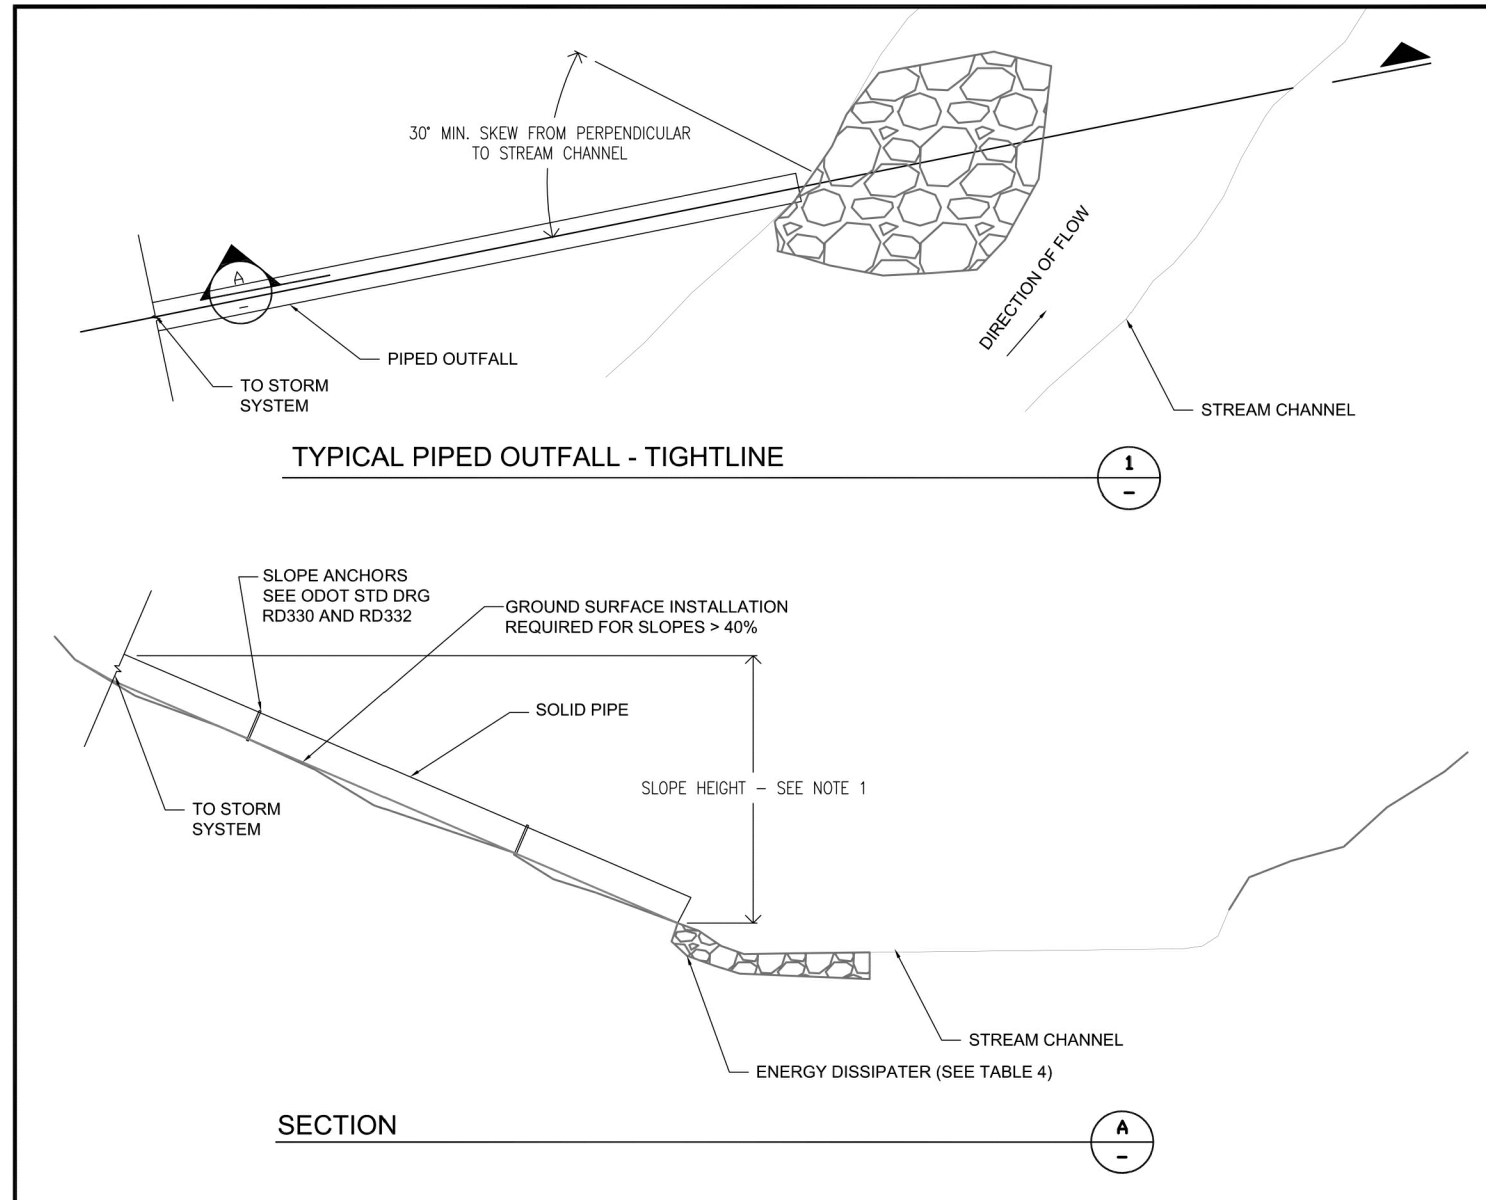 30° MIN. SKEW FROM PERPENDICULAR
TO STREAM CHANNEL
DIRECTION OF FLOW
A
–
PIPED OUTFALL
TO STORM
SYSTEM
STREAM CHANNEL
TYPICAL PIPED OUTFALL - TIGHTLINE
1
–
SLOPE ANCHORS
SEE ODOT STD DRG
RD330 AND RD332
GROUND SURFACE INSTALLATION
REQUIRED FOR SLOPES > 40%
SOLID PIPE
SLOPE HEIGHT – SEE NOTE 1
TO STORM
SYSTEM
STREAM CHANNEL
ENERGY DISSIPATER (SEE TABLE 4)
SECTION
A
–